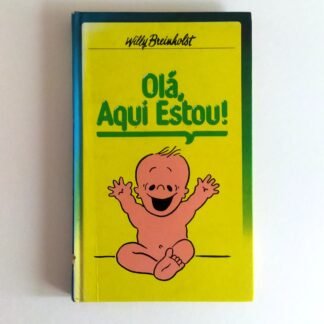 Willy Breinholst
Olá,
Aqui Estou!